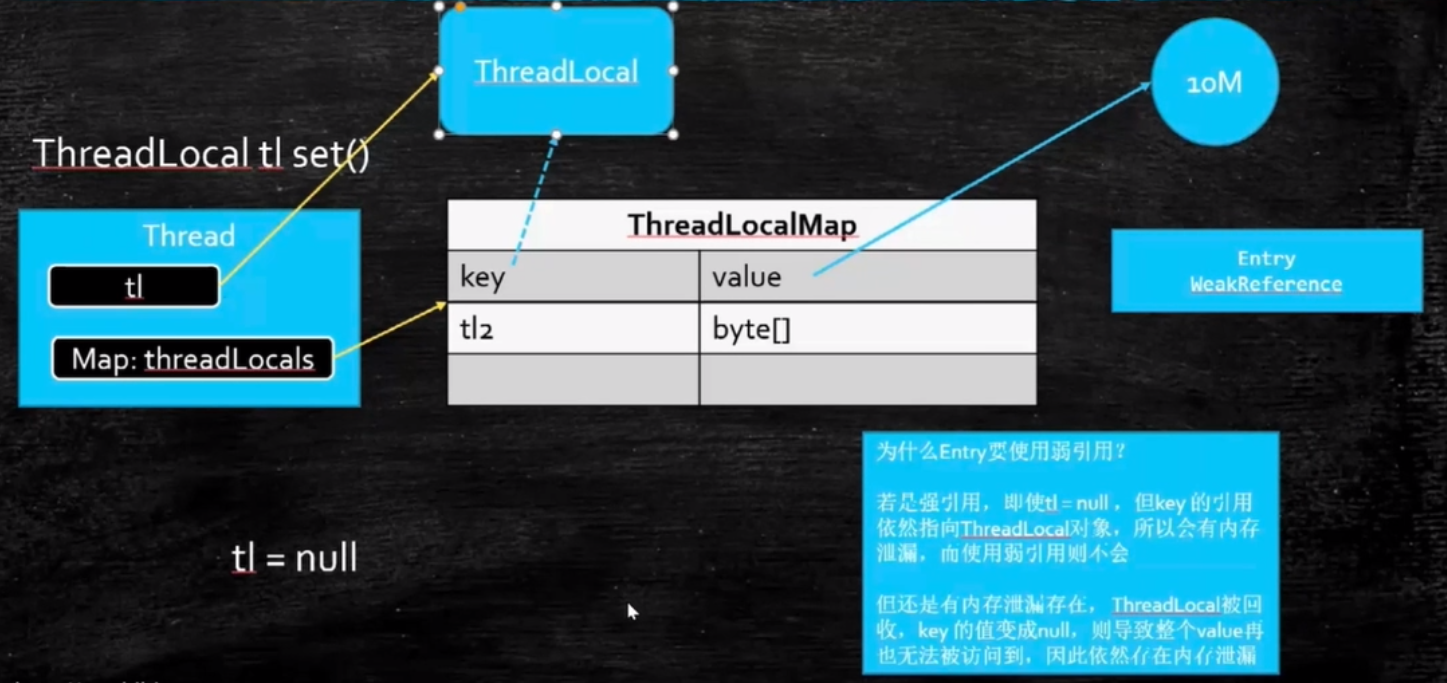 ThreadLocal
10M
ThreadLocal tl set()
Thread
tl
Map: threadLocals
ThreadLocalMap
key value
tl2 byte[]
Entry
WeakReference
为什么Entry要使用弱引用？
若是强引用，即使tl = null，但key 的引用
依然指向ThreadLocal对象，所以会有内存
泄漏，而使用弱引用则不会
但还是有内存泄漏存在，ThreadLocal被回
收，key 的值变成null，则导致整个value再
也无法被访问到，因此依然存在内存泄漏
tl = null